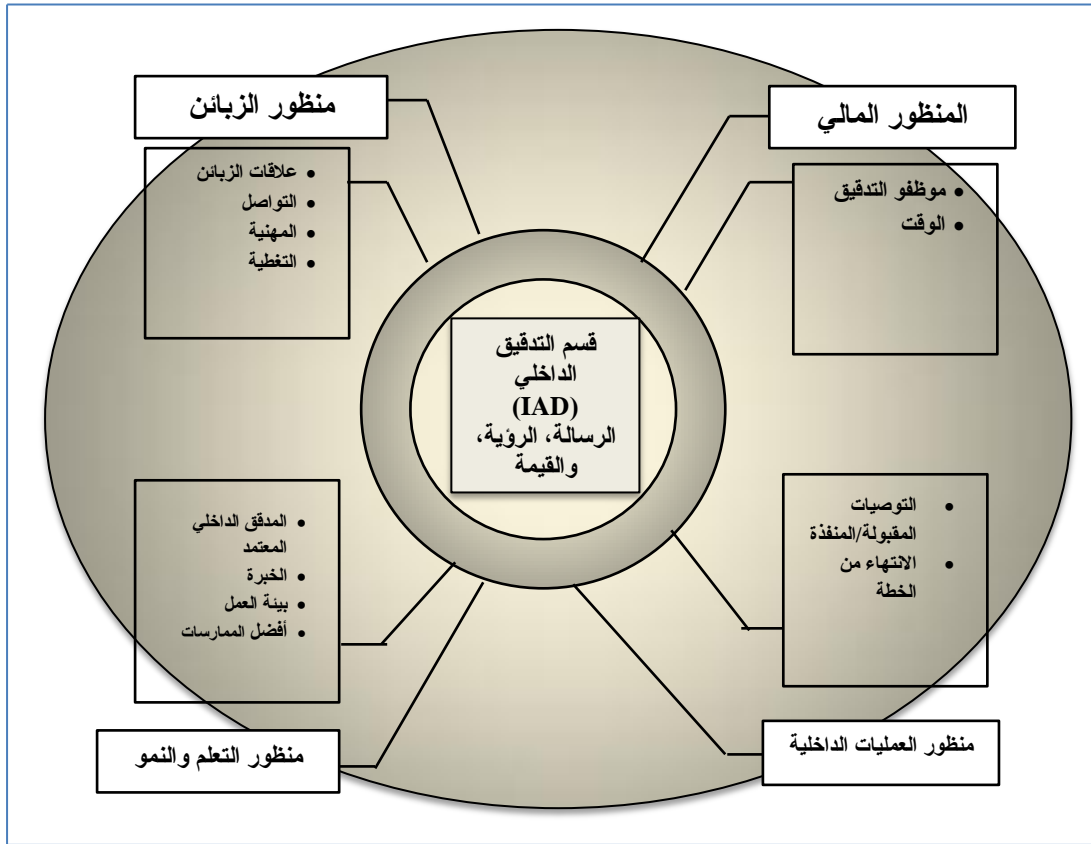 المنظور المالي
• موظفو التدقيق
• الوقت
منظور الزبائن
• علاقات الزبائن
• التواصل
• المهنية
• التغطية
قسم التدقيق
الداخلي
(IAD)
الرسالة، الرؤية،
والقيمة
• التوصيات
المقبولة/المنفذة
• الانتهاء من
الخطة
منظور العمليات الداخلية
• المدقق الداخلي
المعتمد
• الخبرة
• بيئة العمل
• أفضل الممارسات
منظور التعلم والنمو